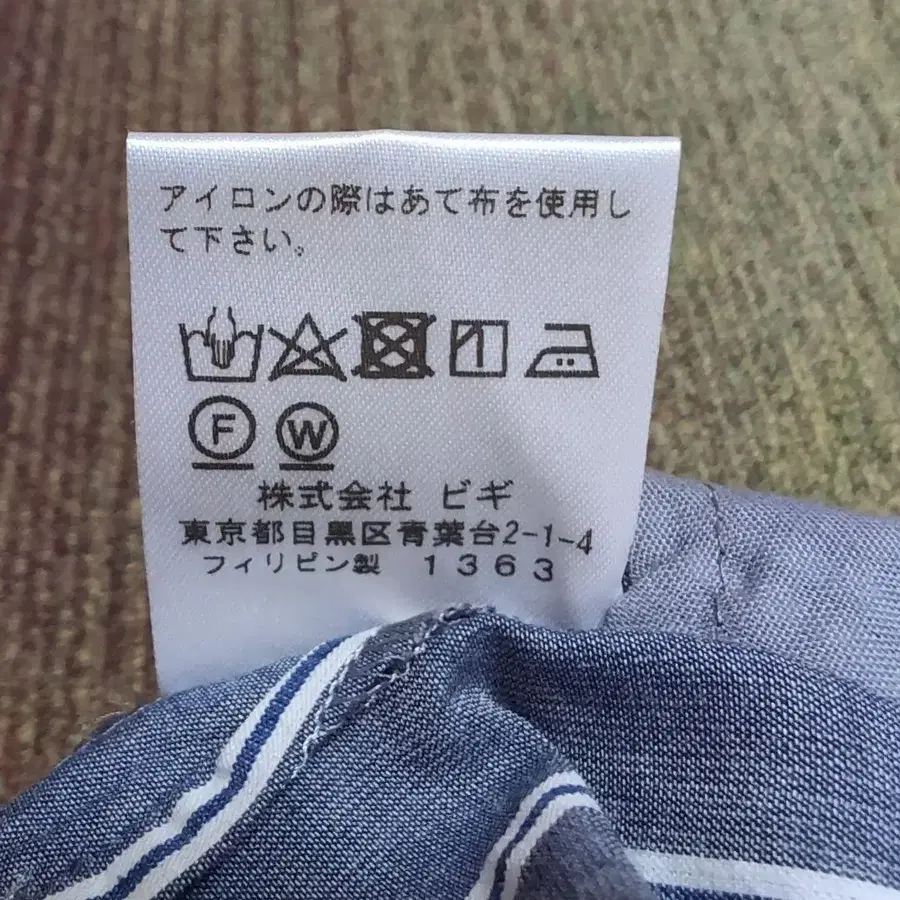 アイロンの際はあて布を使用し
て下さい。
F W
株式会社 ビギ
東京都目黒区青葉台2-1-4
フィリピン製 1363